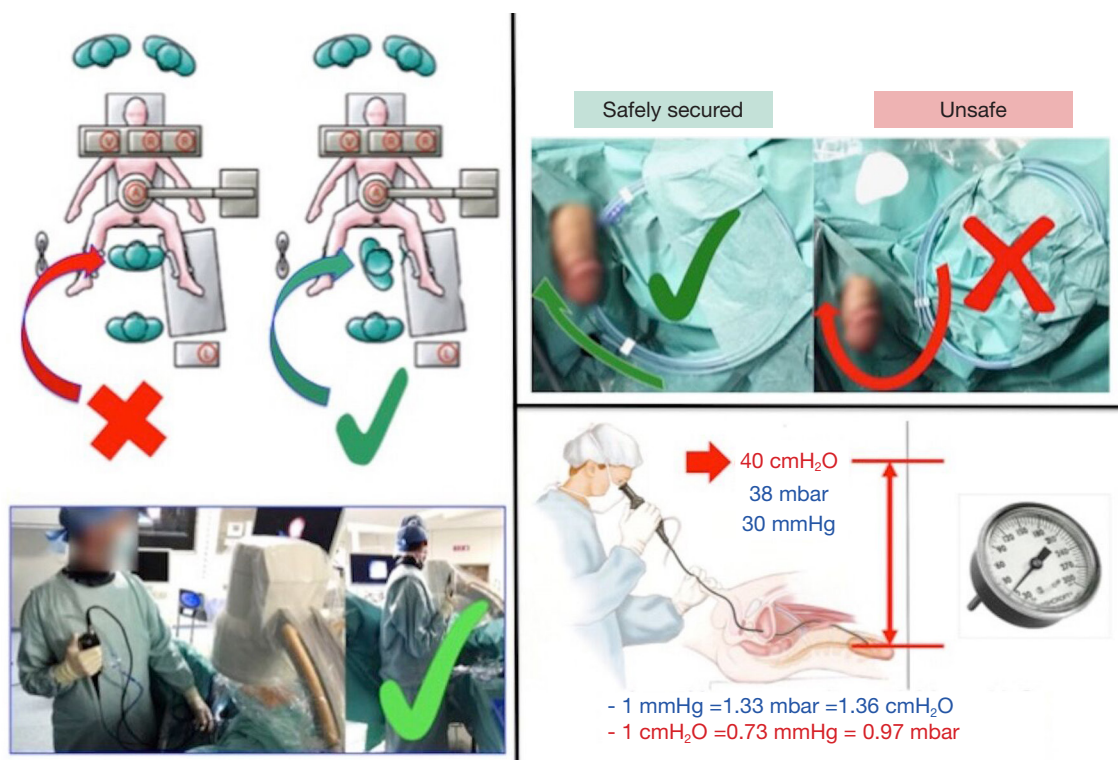 Safely secured
Unsafe
V R R
V R R
A
A
L
L
40 cmH₂O
38 mbar
30 mmHg
- 1 mmHg =1.33 mbar =1.36 cmH₂O
- 1 cmH₂O =0.73 mmHg = 0.97 mbar